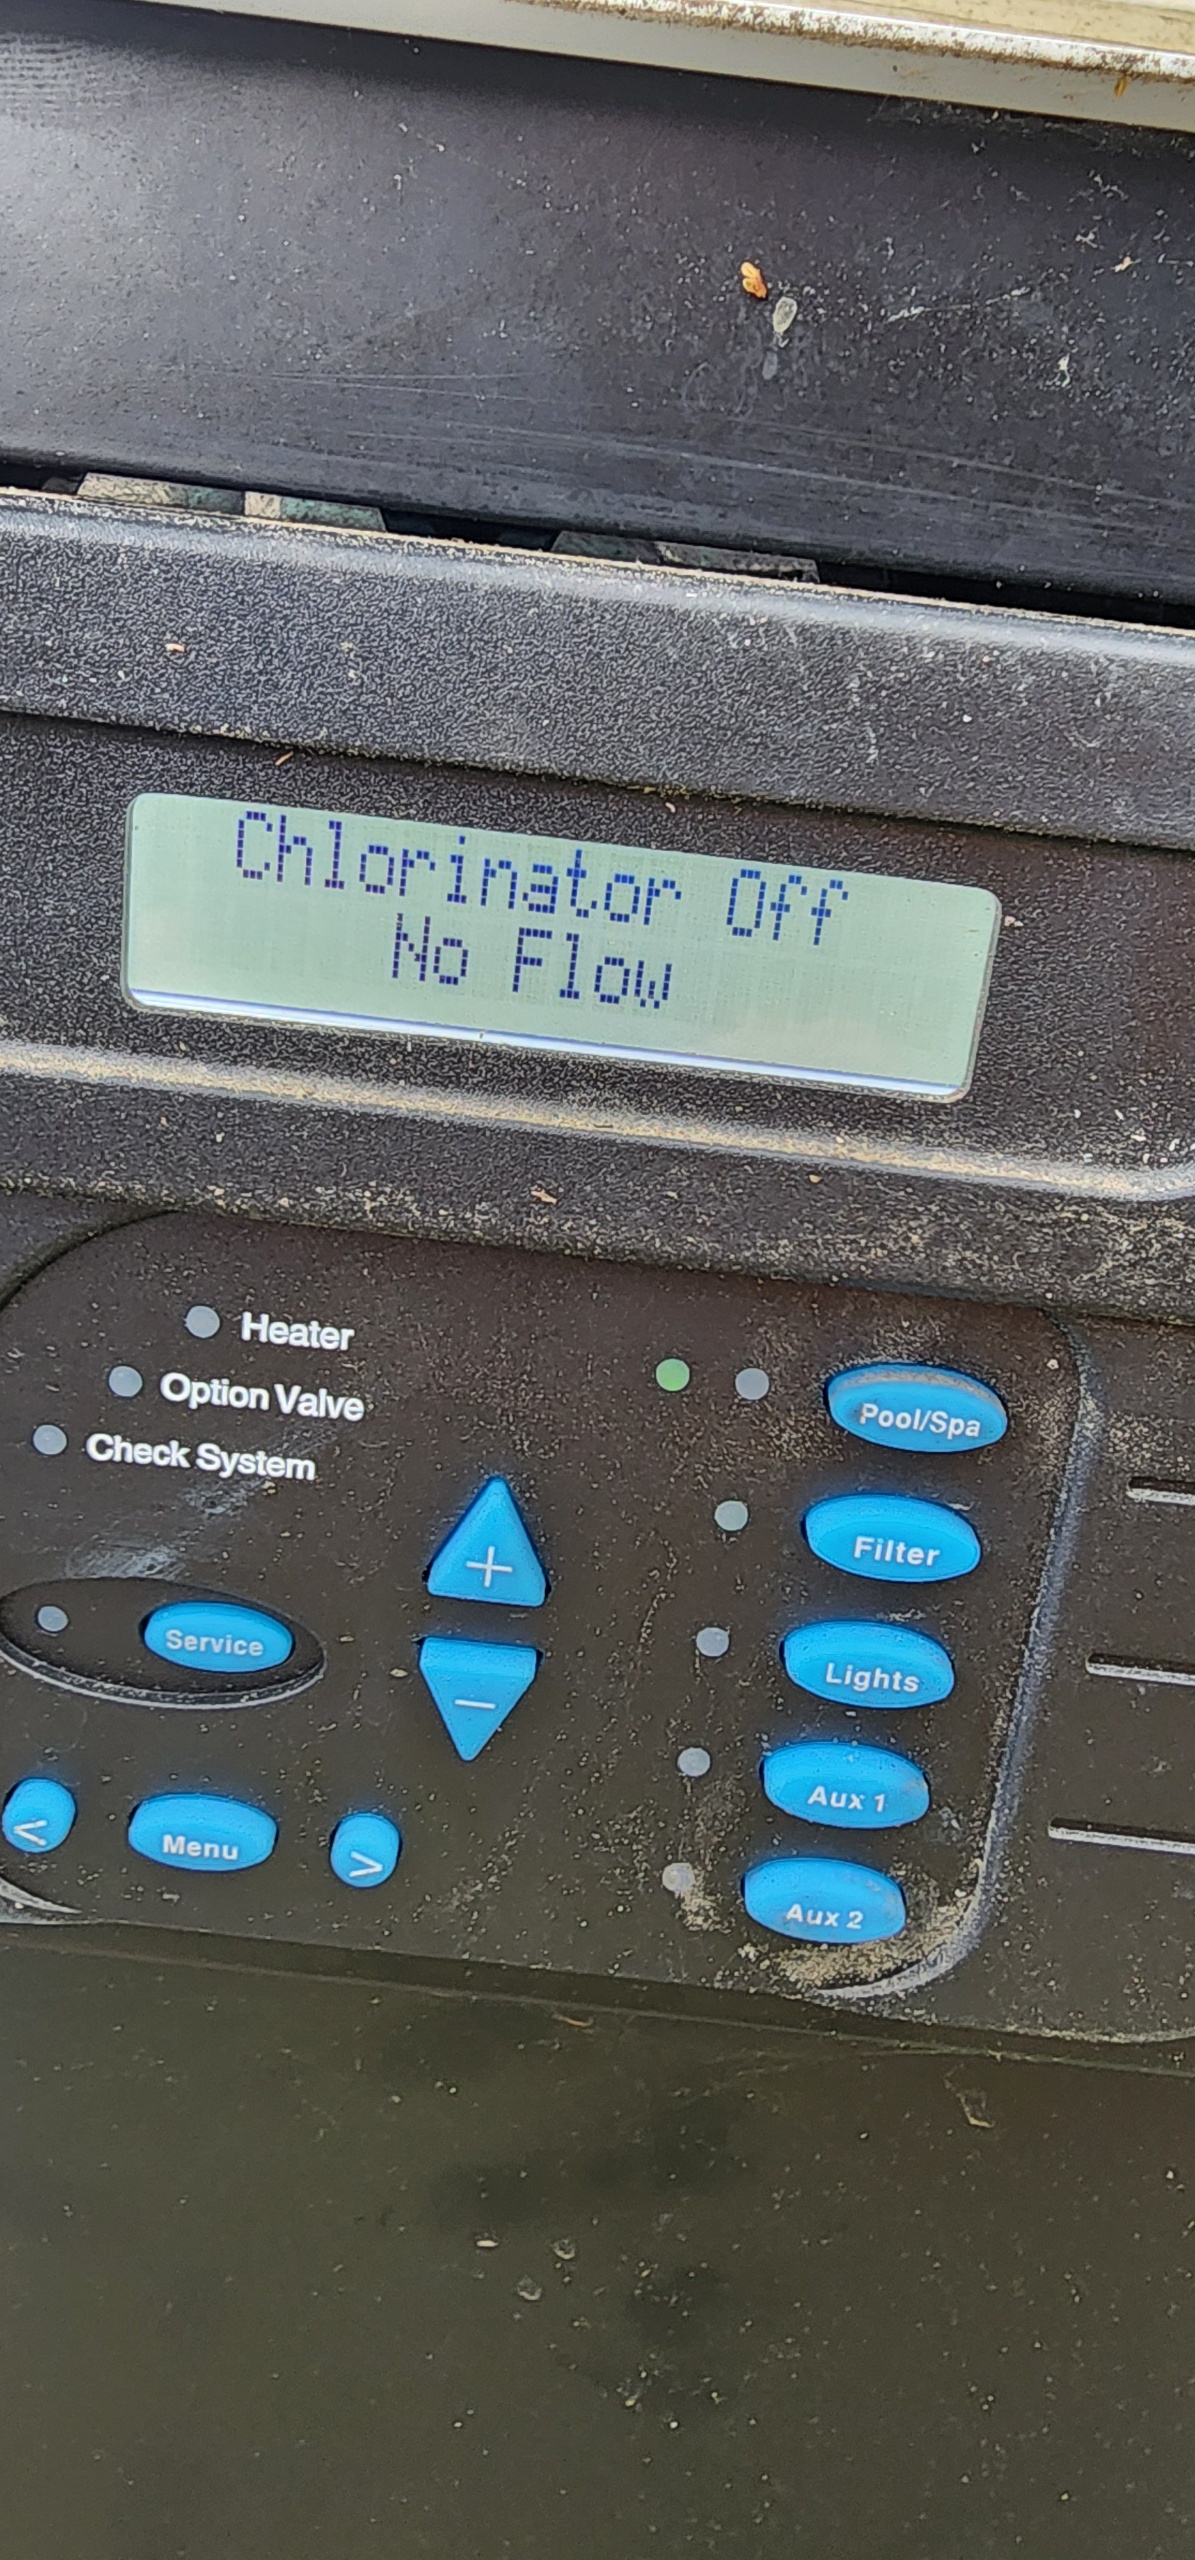 Chlorinator Off
No Flow
Heater
Option Valve
Check System
Pool/Spa
Filter
Lights
Aux 1
Aux 2
+
−
Service
< Menu >